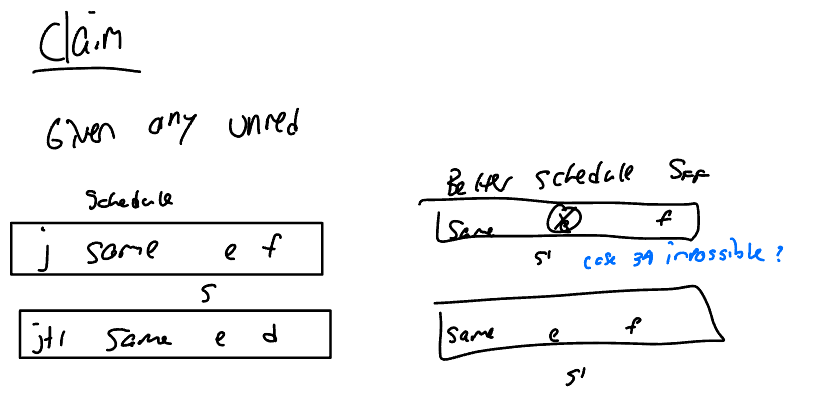 Claim
Given any unred
Schedule
j same e f
S
j+1 same e d
Better schedule SFF
Same f
S'
case 3a impossible?
same e f
S'